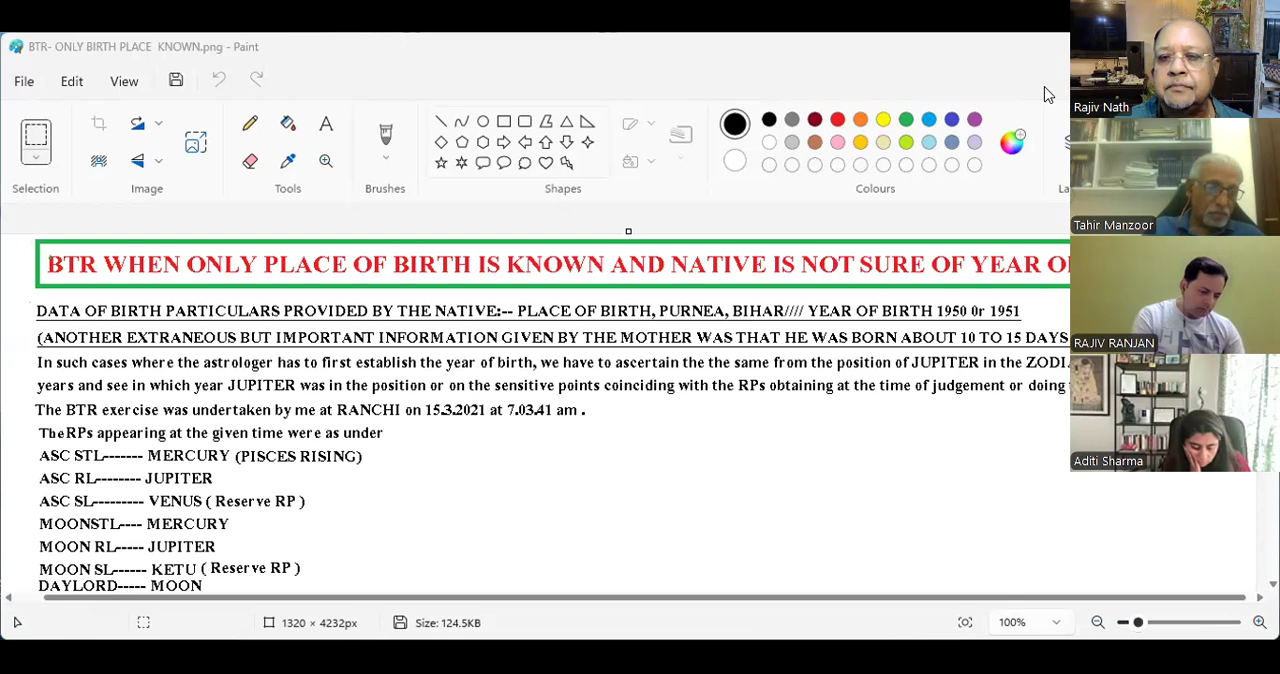 BTR- ONLY BIRTH PLACE KNOWN.png - Paint
File Edit View
Selection Image Tools Brushes Shapes Colours
BTR WHEN ONLY PLACE OF BIRTH IS KNOWN AND NATIVE IS NOT SURE OF YEAR
DATA OF BIRTH PARTICULARS PROVIDED BY THE NATIVE:-- PLACE OF BIRTH, PURNEA, BIHAR//// YEAR OF BIRTH 1950 0r 1951
(ANOTHER EXTRANEOUS BUT IMPORTANT INFORMATION GIVEN BY THE MOTHER WAS THAT HE WAS BORN ABOUT 10 TO 15 DAYS
In such cases where the astrologer has to first establish the year of birth, we have to ascertain the the same from the position of JUPITER in the ZODI
years and see in which year JUPITER was in the position or on the sensitive points coinciding with the RPs obtaining at the time of judgement or doing
The BTR exercise was undertaken by me at RANCHI on 15.3.2021 at 7.03.41 am .
The RPs appearing at the given time were as under
ASC STL------- MERCURY (PISCES RISING)
ASC RL-------- JUPITER
ASC SL--------- VENUS ( Reserve RP )
MOONSTL---- MERCURY
MOON RL----- JUPITER
MOON SL------ KETU ( Reserve RP )
DAYLORD----- MOON
1320 × 4232px Size: 124.5KB 100%
Rajiv Nath
Tahir Manzoor
RAJIV RANJAN
Aditi Sharma